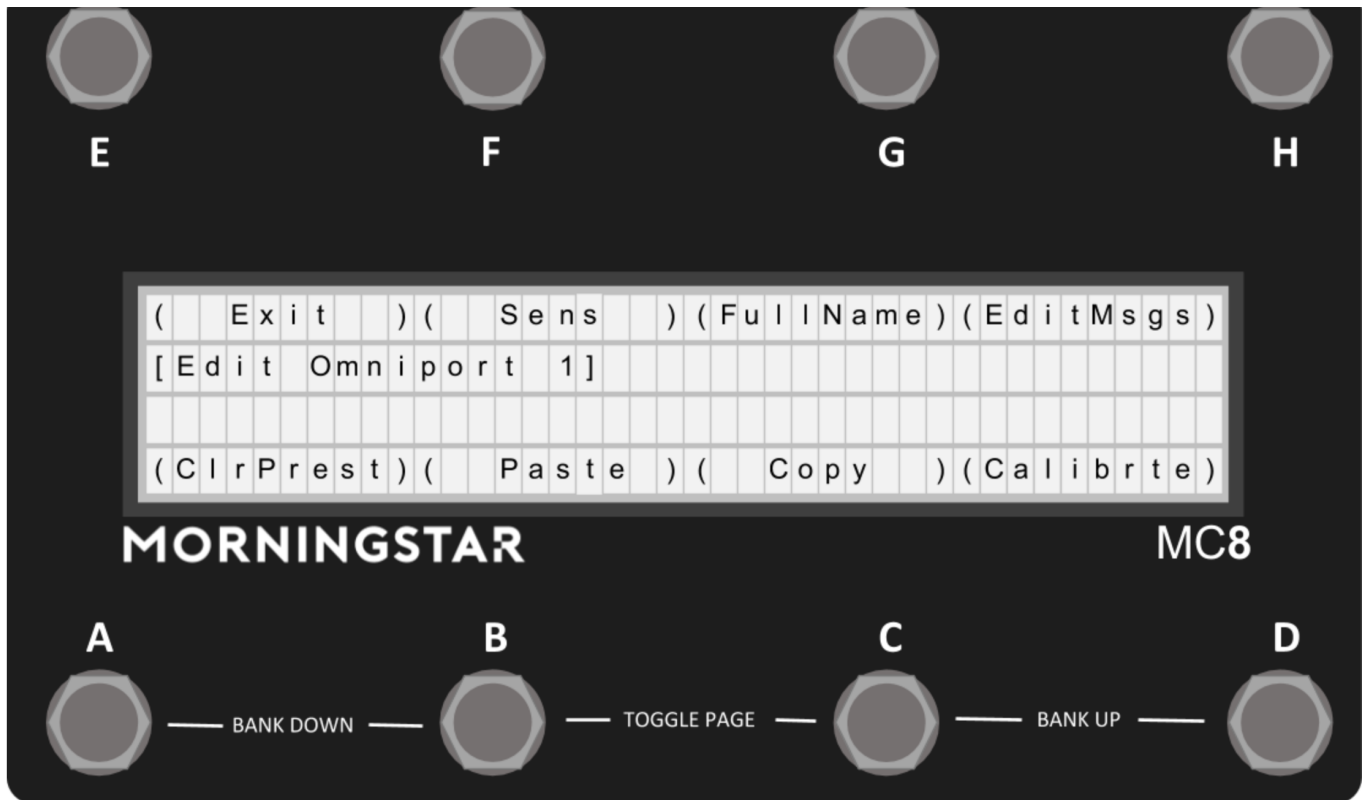 E F G H
( Exit )( Sens )(FullName)(EditMsgs)
[Edit Omniport 1]
(ClrPrest)( Paste )( Copy )(Calibrte)
MORNINGSTAR MC8
A B C D
BANK DOWN TOGGLE PAGE BANK UP